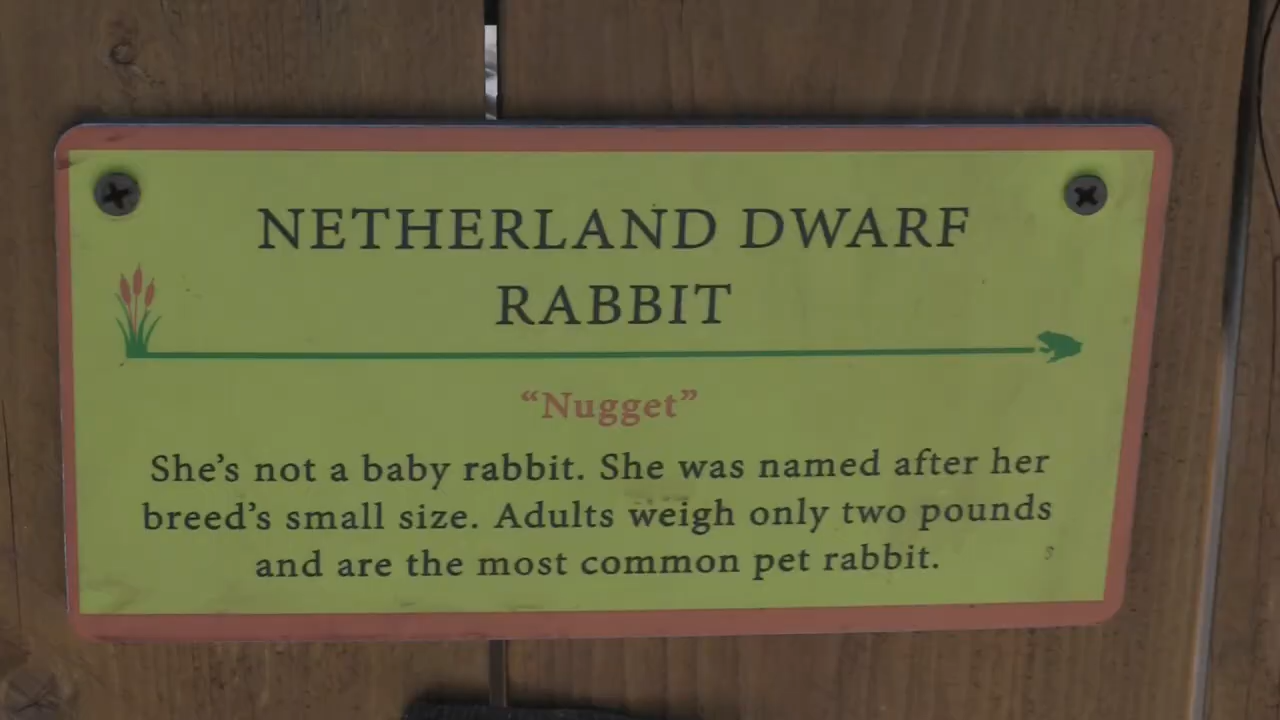 NETHERLAND DWARF
RABBIT
“Nugget”
She’s not a baby rabbit. She was named after her
breed’s small size. Adults weigh only two pounds
and are the most common pet rabbit.